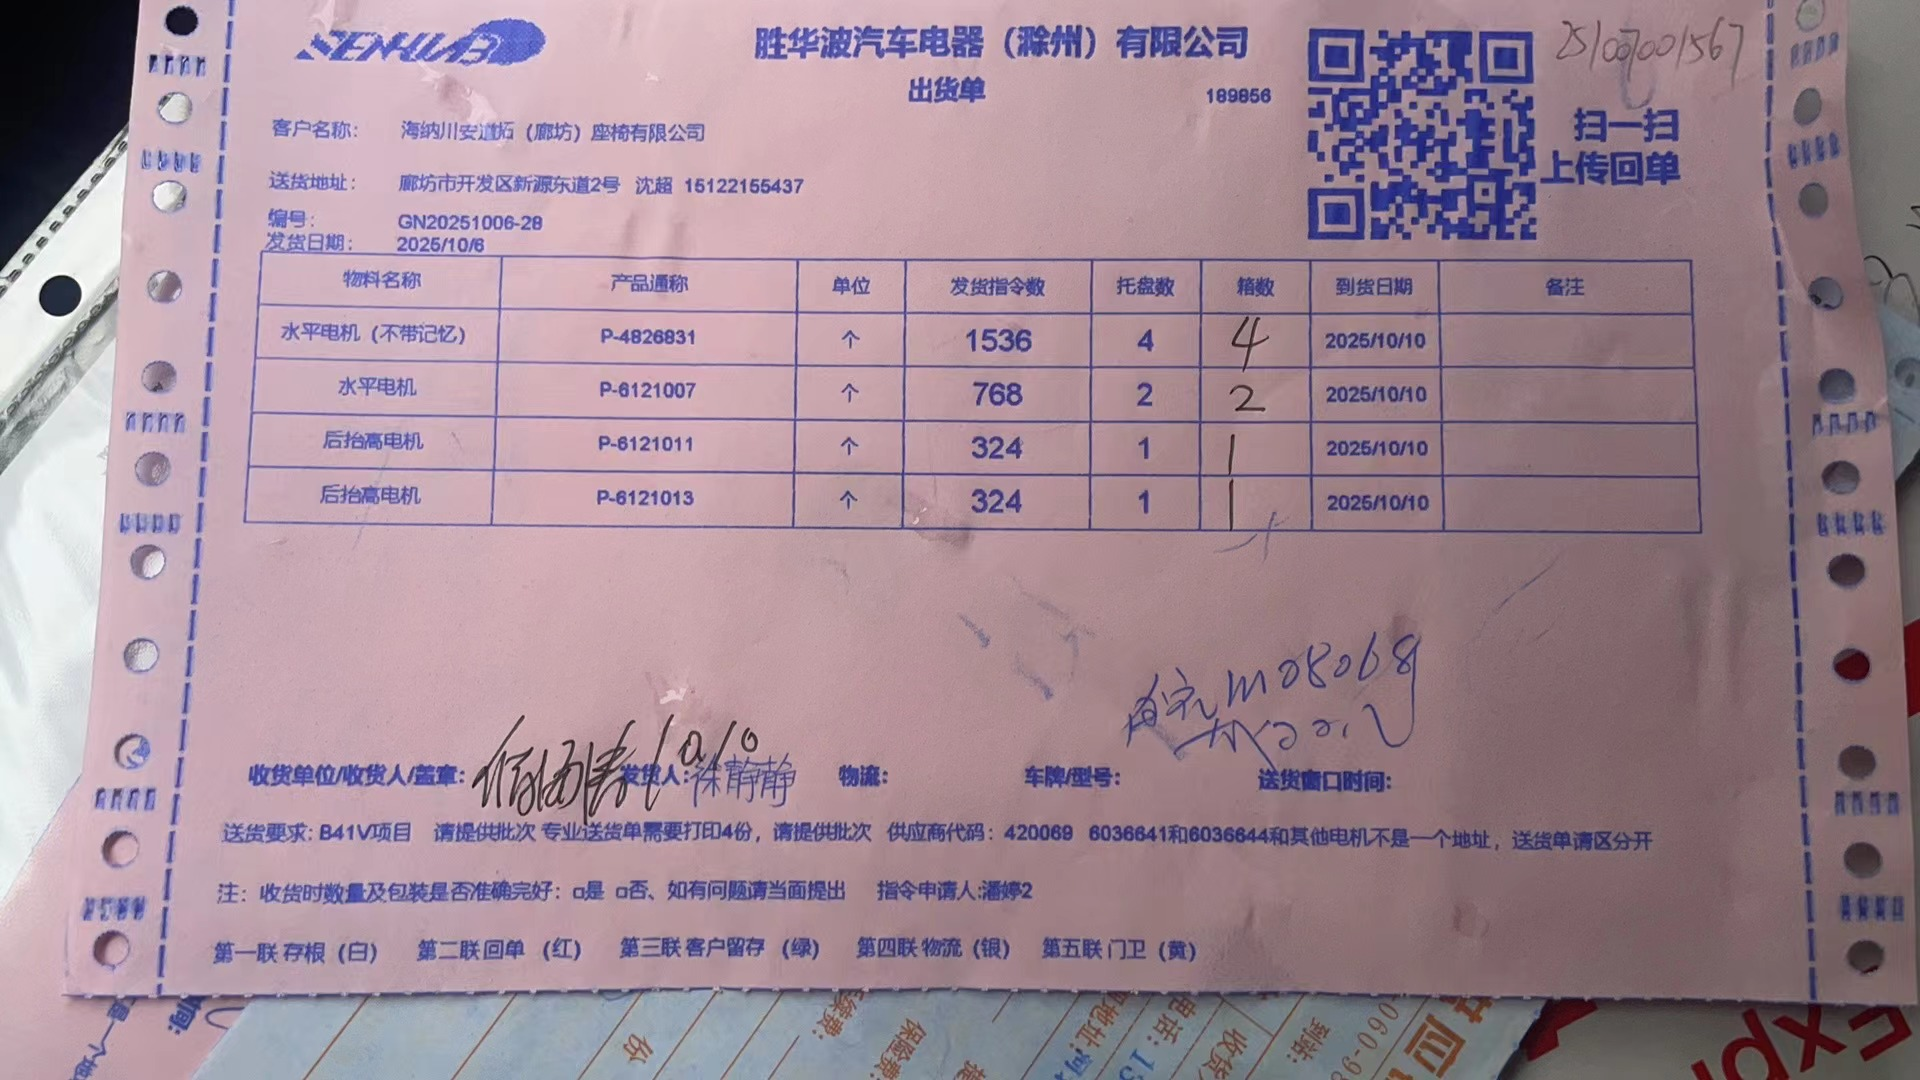 SENHUAB
胜华波汽车电器（滁州）有限公司
出货单
189856
扫一扫
上传回单
客户名称： 海纳川安道拓（廊坊）座椅有限公司
送货地址： 廊坊市开发区新源东道2号 沈超 15122155437
编号： GN20251006-28
发货日期： 2025/10/6
物料名称 产品通称 单位 发货指令数 托盘数 箱数 到货日期 备注
水平电机（不带记忆） P-4826831 个 1536 4 4 2025/10/10
水平电机 P-6121007 个 768 2 2 2025/10/10
后抬高电机 P-6121011 个 324 1 1 2025/10/10
后抬高电机 P-6121013 个 324 1 1 2025/10/10
皖M08068
收货单位/收货人/盖章： 10/10 发货人：徐静静 物流： 车牌/型号： 送货窗口时间：
送货要求: B41V项目 请提供批次 专业送货单需要打印4份，请提供批次 供应商代码：420069 6036641和6036644和其他电机不是一个地址，送货单请区分开
注：收货时数量及包装是否准确完好：□是 □否、如有问题请当面提出 指令申请人:潘婷2
第一联 存根（白） 第二联 回单 （红） 第三联 客户留存 （绿） 第四联 物流（银） 第五联 门卫（黄）